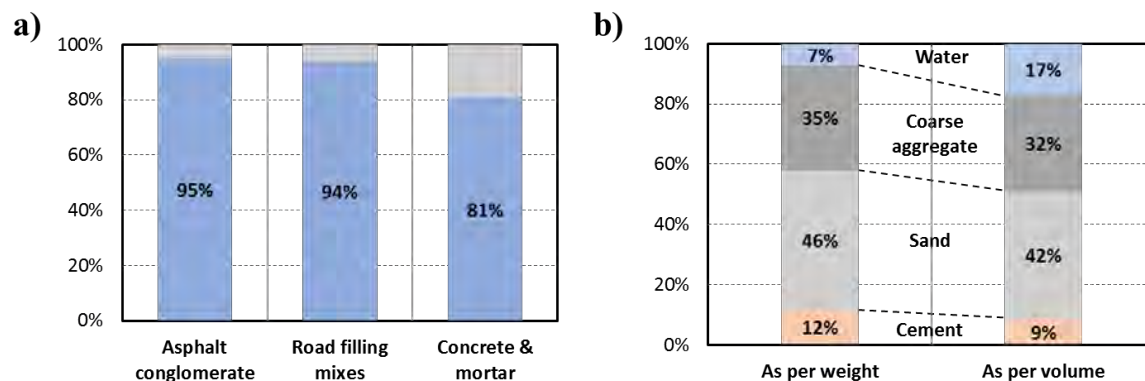 a)
100%
80%
60%
40%
20%
0%
95%
94%
81%
Asphalt
conglomerate
Road filling
mixes
Concrete &
mortar
b)
100%
80%
60%
40%
20%
0%
7%
35%
46%
12%
Water
Coarse
aggregate
Sand
Cement
17%
32%
42%
9%
As per weight
As per volume